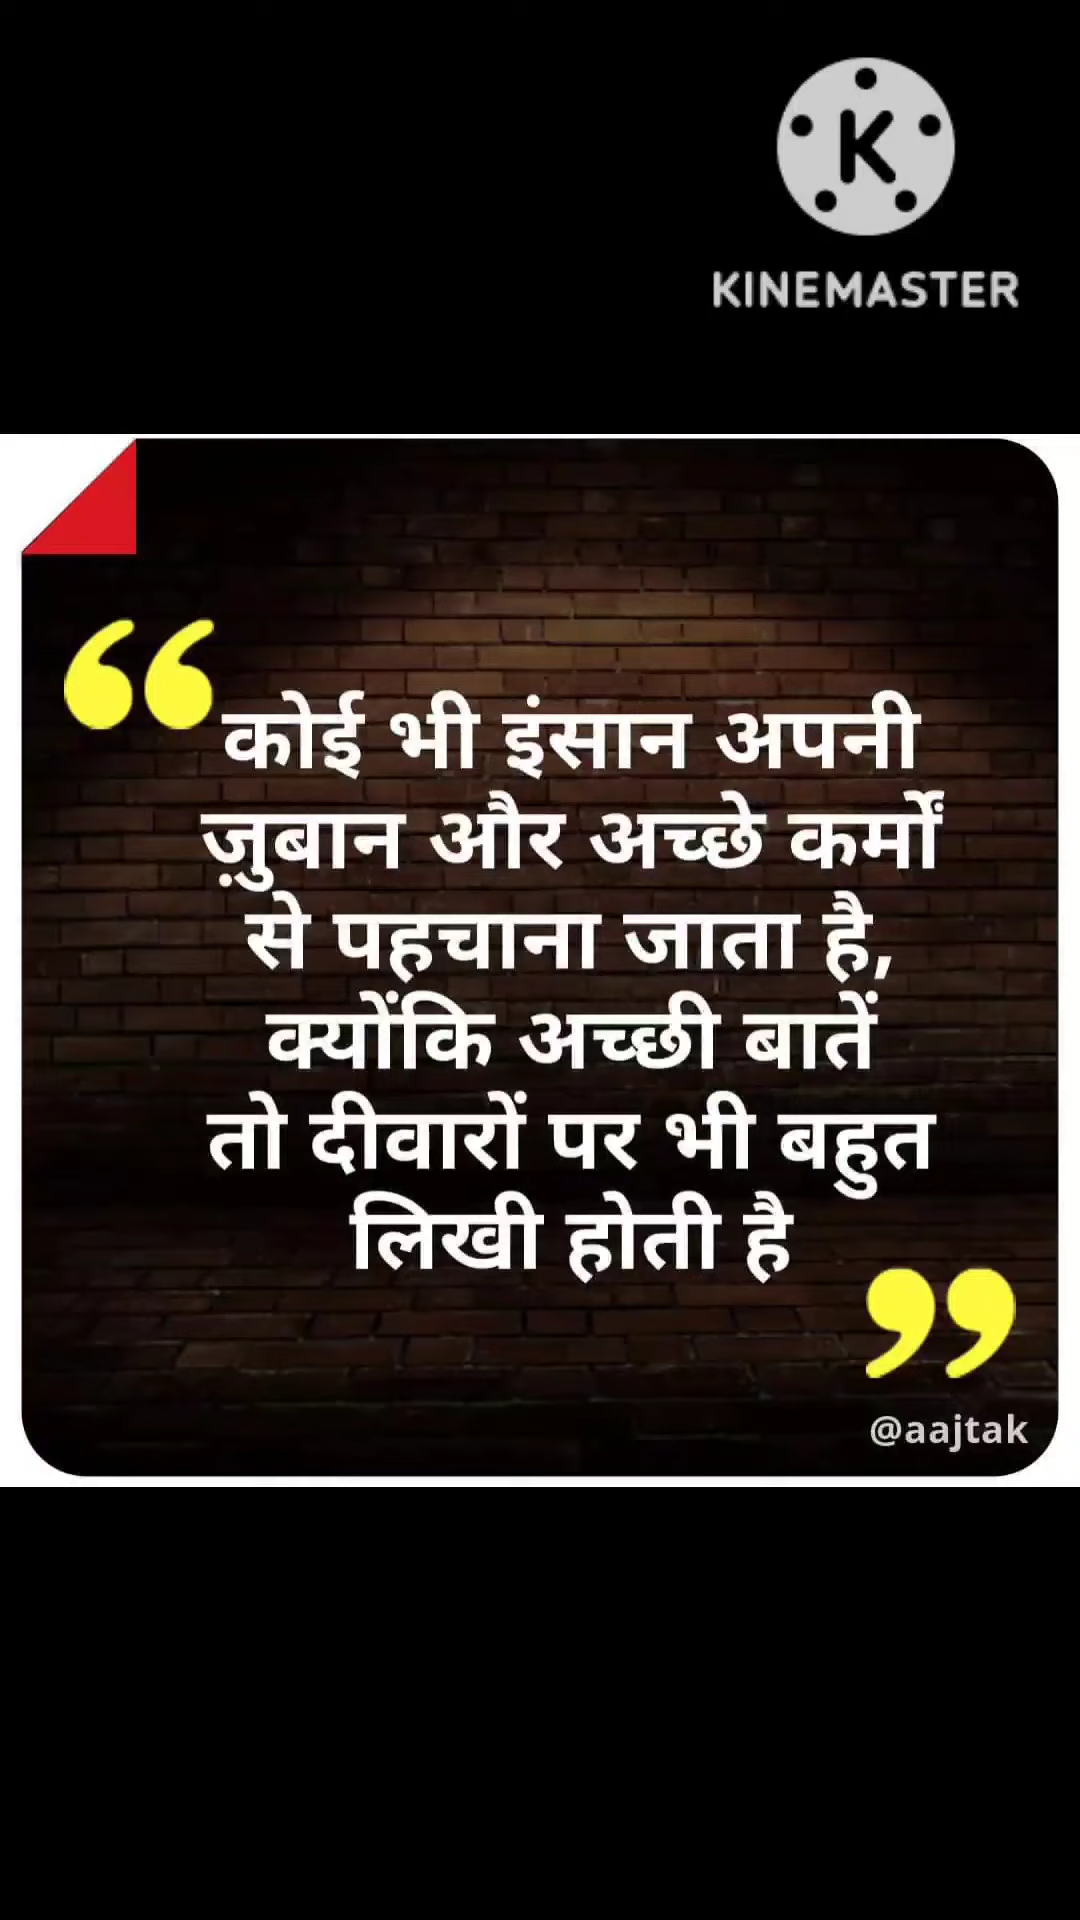 K
KINEMASTER
“कोई भी इंसान अपनी
ज़ुबान और अच्छे कर्मों
से पहचाना जाता है,
क्योंकि अच्छी बातें
तो दीवारों पर भी बहुत
लिखी होती है
”
@aajtak